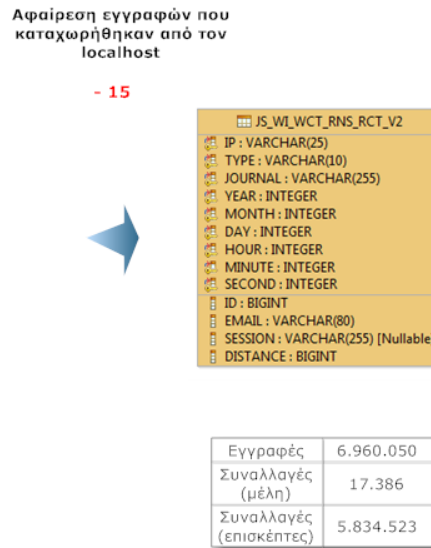 Αφαίρεση εγγραφών που
καταχωρήθηκαν από τον
localhost
- 15
JS_WI_WCT_RNS_RCT_V2
IP : VARCHAR(25)
TYPE : VARCHAR(10)
JOURNAL : VARCHAR(255)
YEAR : INTEGER
MONTH : INTEGER
DAY : INTEGER
HOUR : INTEGER
MINUTE : INTEGER
SECOND : INTEGER
ID : BIGINT
EMAIL : VARCHAR(80)
SESSION : VARCHAR(255) [Nullable
DISTANCE : BIGINT
Εγγραφές 6.960.050
Συναλλαγές
(μέλη) 17.386
Συναλλαγές
(επισκέπτες) 5.834.523